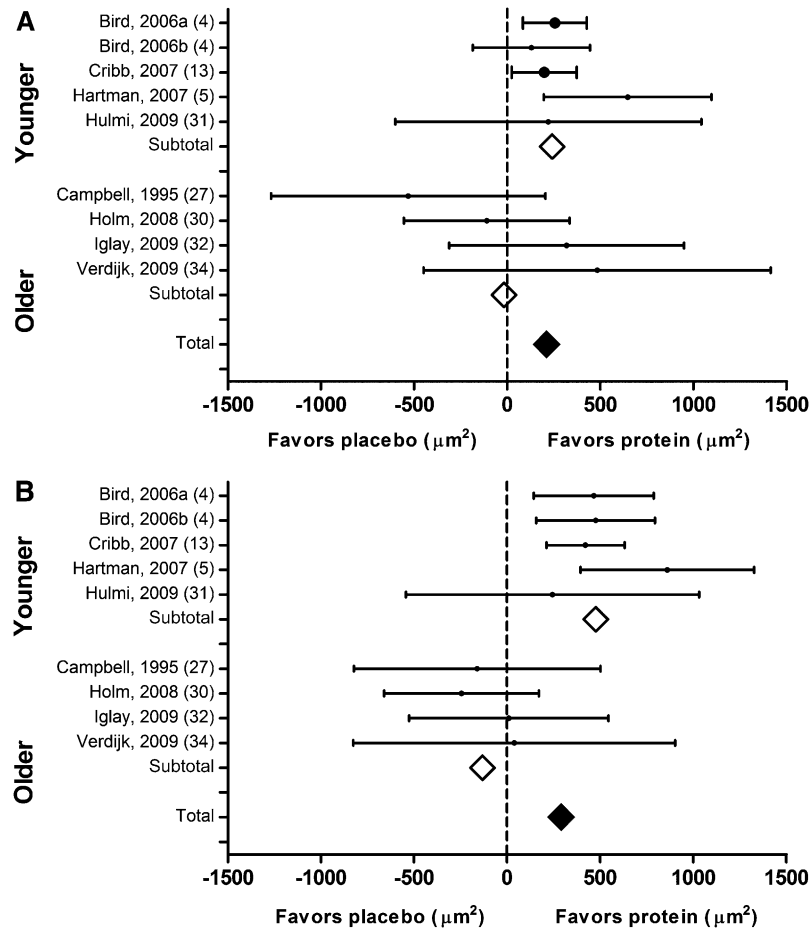 A
Younger
Bird, 2006a (4)
Bird, 2006b (4)
Cribb, 2007 (13)
Hartman, 2007 (5)
Hulmi, 2009 (31)
Subtotal
Older
Campbell, 1995 (27)
Holm, 2008 (30)
Iglay, 2009 (32)
Verdijk, 2009 (34)
Subtotal
Total
-1500 -1000 -500 0 500 1000 1500
Favors placebo (μm²) Favors protein (μm²)
B
Younger
Bird, 2006a (4)
Bird, 2006b (4)
Cribb, 2007 (13)
Hartman, 2007 (5)
Hulmi, 2009 (31)
Subtotal
Older
Campbell, 1995 (27)
Holm, 2008 (30)
Iglay, 2009 (32)
Verdijk, 2009 (34)
Subtotal
Total
-1500 -1000 -500 0 500 1000 1500
Favors placebo (μm²) Favors protein (μm²)